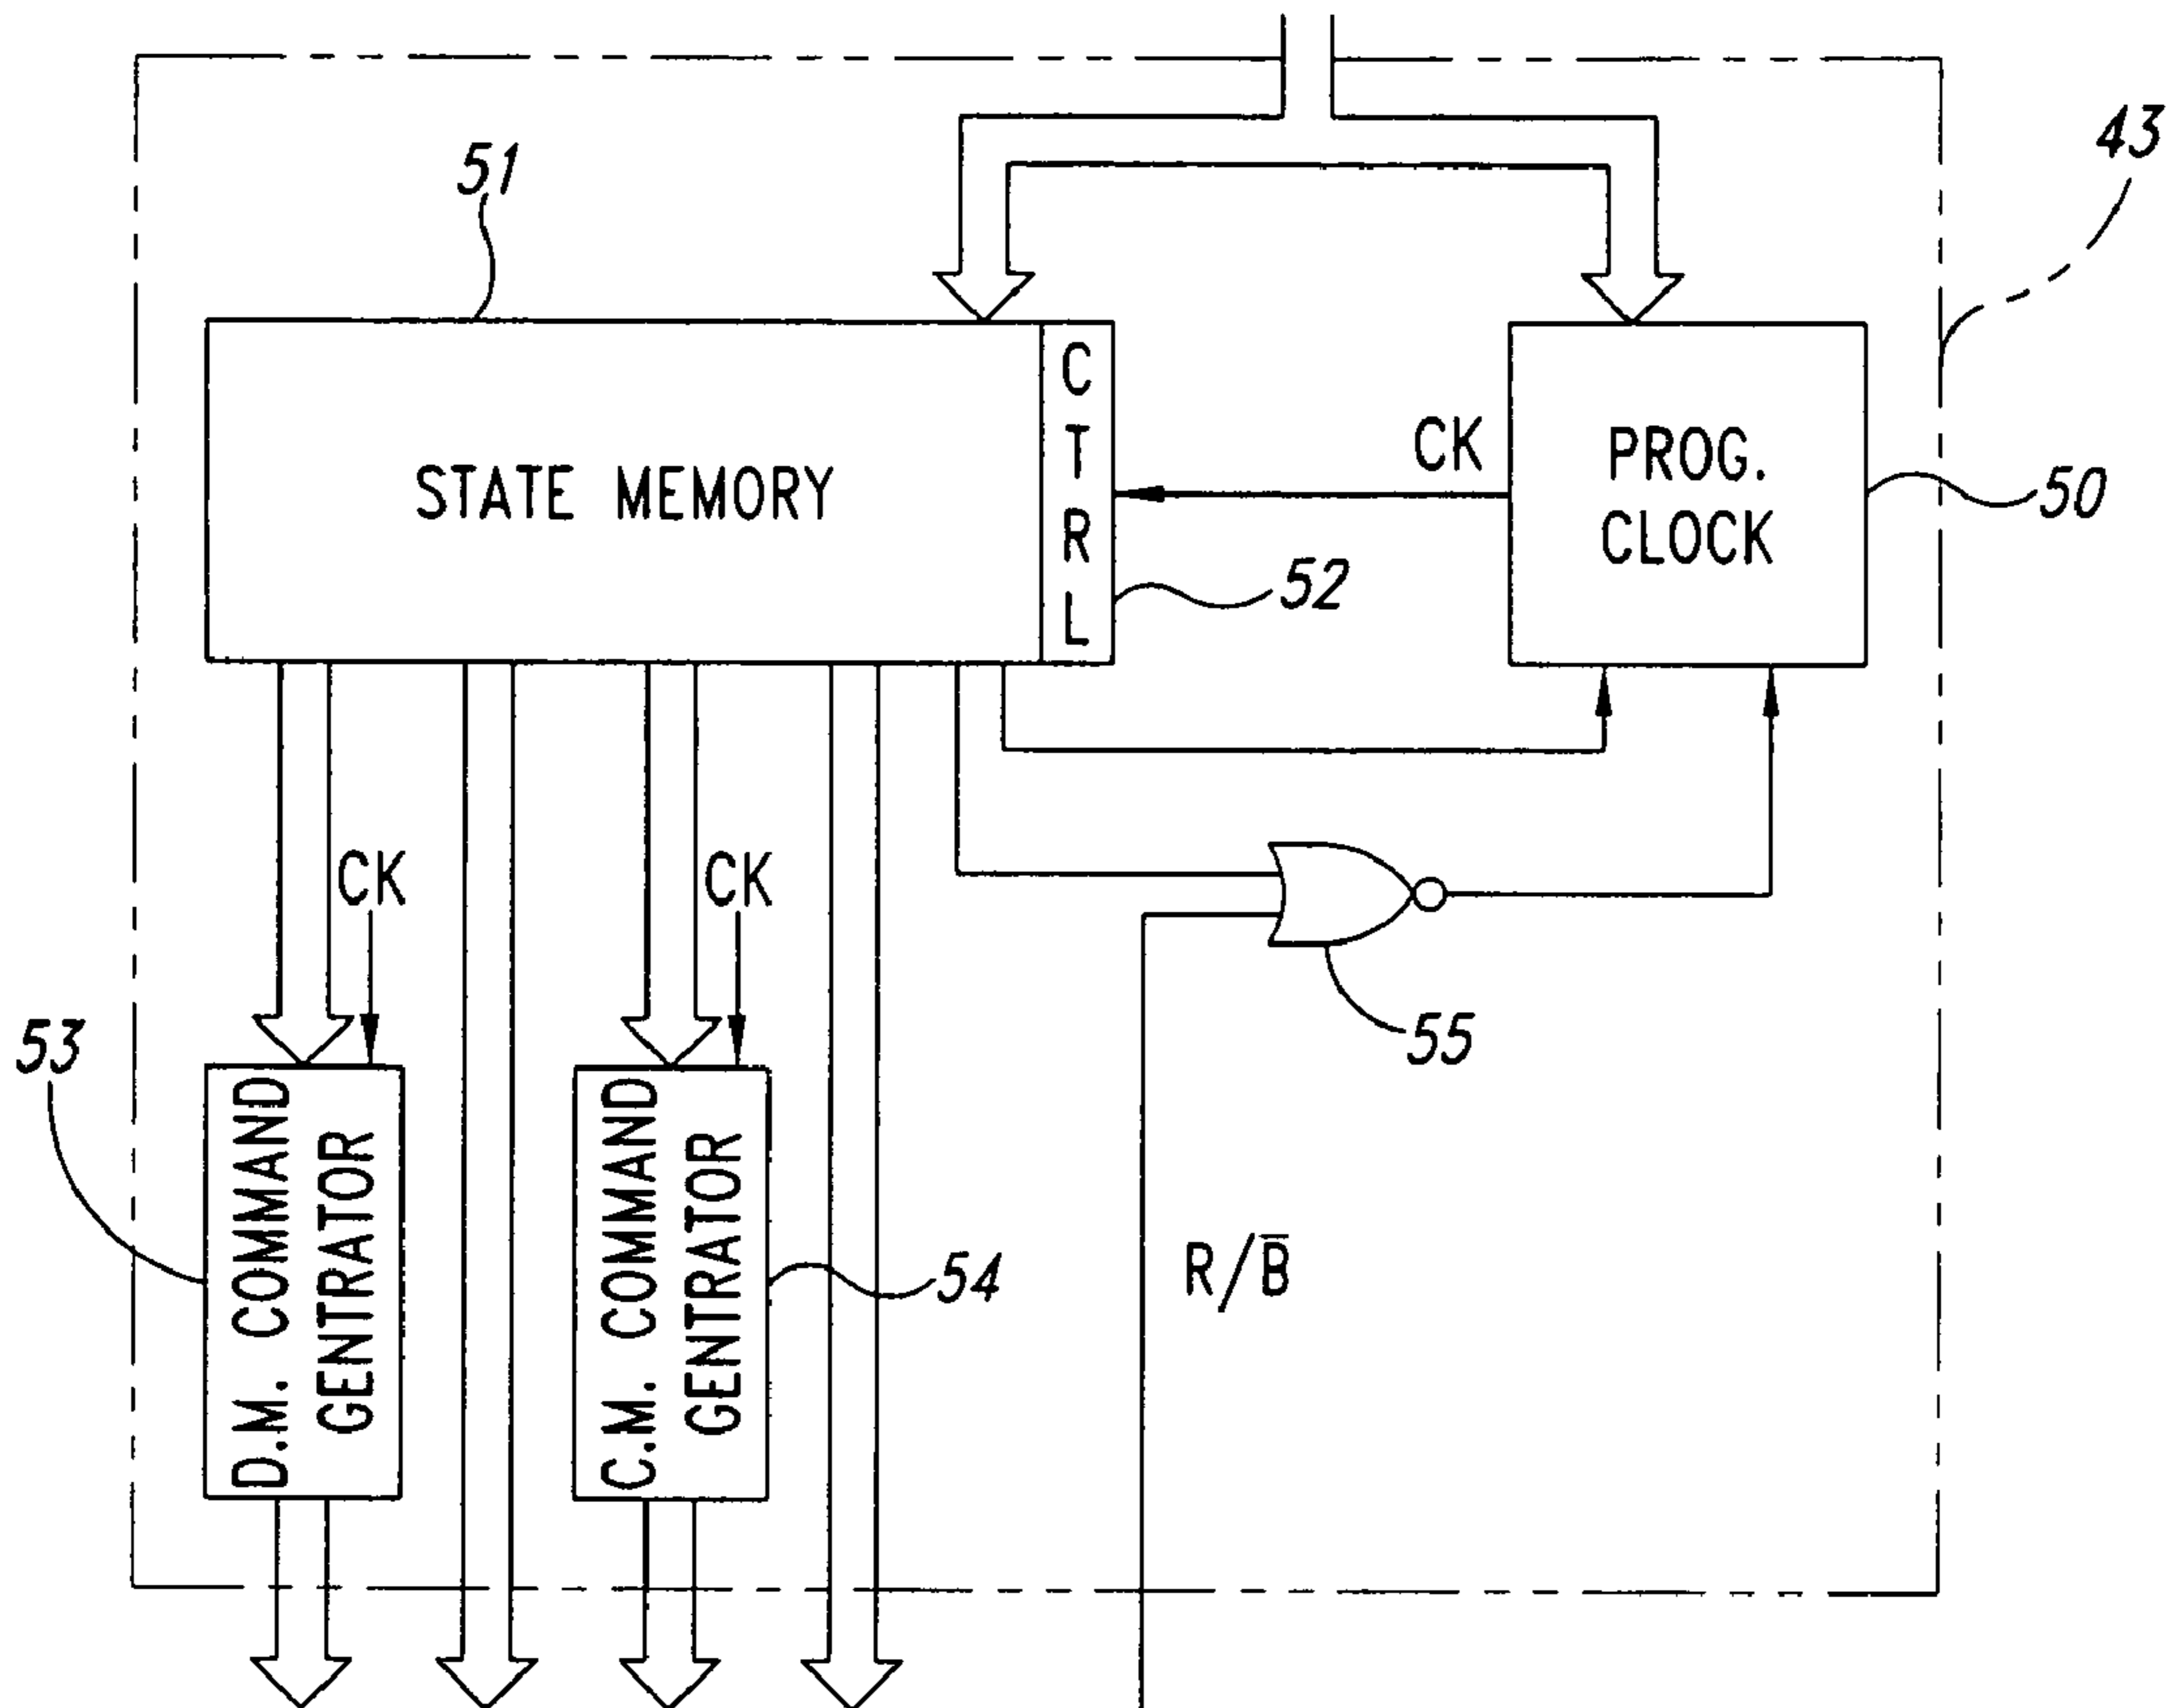 43
51
C
T
R
L
STATE MEMORY
CK
PROG.
CLOCK
50
52
CK
CK
55
53
D.M. COMMAND
GENTRATOR
C.M. COMMAND
GENTRATOR
54
R/B̅